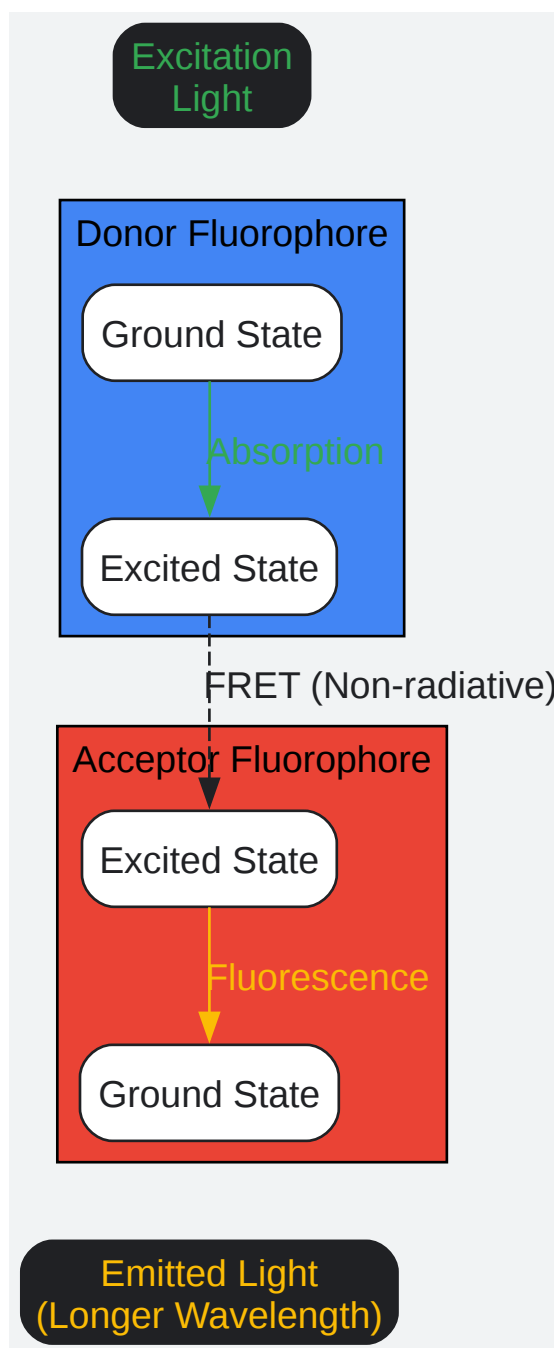 Excitation
Light
Donor Fluorophore
Ground State
Absorption
Excited State
FRET (Non-radiative)
Acceptor Fluorophore
Excited State
Fluorescence
Ground State
Emitted Light
(Longer Wavelength)